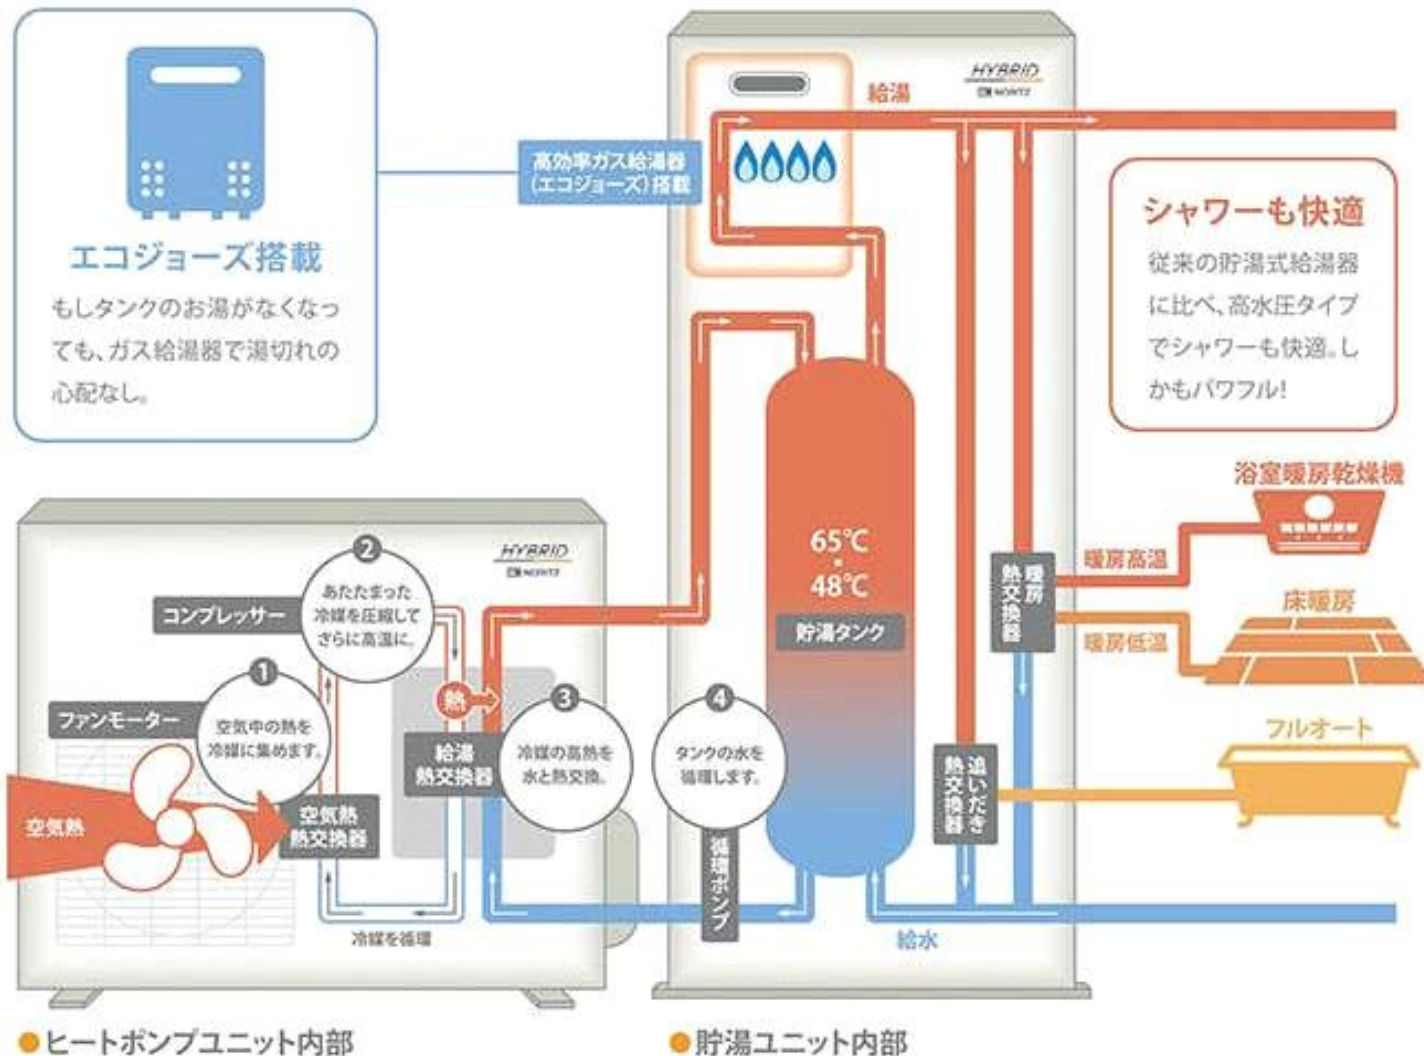 エコジョーズ搭載
もしタンクのお湯がなくなっ
ても、ガス給湯器で湯切れの
心配なし。
高効率ガス給湯器
（エコジョーズ）搭載
HYBRID
NORITZ
給湯
シャワーも快適
従来の貯湯式給湯器
に比べ、高水圧タイプ
でシャワーも快適。し
かもパワフル!
浴室暖房乾燥機
暖房高温
床暖房
暖房低温
フルオート
暖房
熱交換器
追いだき
熱交換器
65℃
・
48℃
貯湯タンク
4
タンクの水を
循環します。
循環ポンプ
給水
HYBRID
NORITZ
2
あたたまった
冷媒を圧縮して
さらに高温に。
コンプレッサー
1
空気中の熱を
冷媒に集めます。
ファンモーター
熱
3
冷媒の高熱を
水と熱交換。
給湯
熱交換器
空気熱
空気熱
熱交換器
冷媒を循環
●ヒートポンプユニット内部
●貯湯ユニット内部